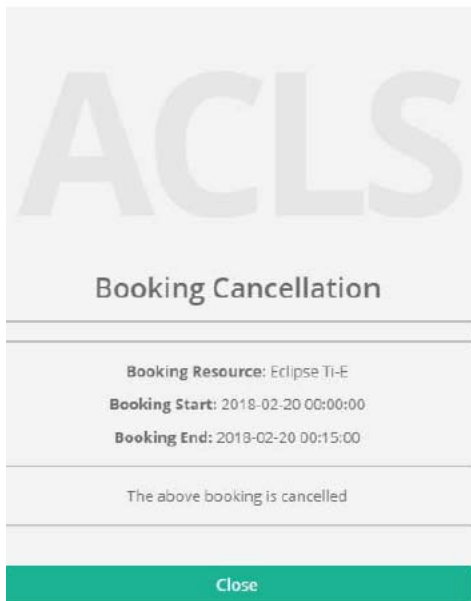 ACLS
Booking Cancellation
Booking Resource: Eclipse Ti-E
Booking Start: 2018-02-20 00:00:00
Booking End: 2018-02-20 00:15:00
The above booking is cancelled
Close